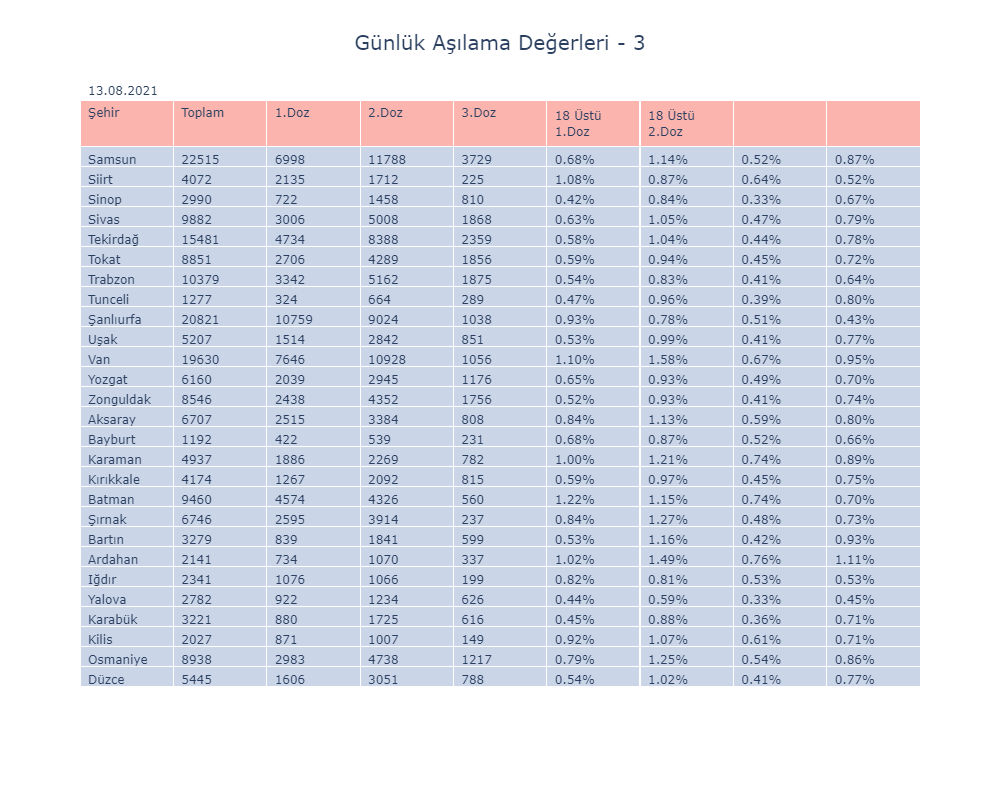 Günlük Aşılama Değerleri - 3
13.08.2021
Şehir Toplam 1.Doz 2.Doz 3.Doz 18 Üstü 1.Doz 18 Üstü 2.Doz
Samsun 22515 6998 11788 3729 0.68% 1.14% 0.52% 0.87%
Siirt 4072 2135 1712 225 1.08% 0.87% 0.64% 0.52%
Sinop 2990 722 1458 810 0.42% 0.84% 0.33% 0.67%
Sivas 9882 3006 5008 1868 0.63% 1.05% 0.47% 0.79%
Tekirdağ 15481 4734 8388 2359 0.58% 1.04% 0.44% 0.78%
Tokat 8851 2706 4289 1856 0.59% 0.94% 0.45% 0.72%
Trabzon 10379 3342 5162 1875 0.54% 0.83% 0.41% 0.64%
Tunceli 1277 324 664 289 0.47% 0.96% 0.39% 0.80%
Şanlıurfa 20821 10759 9024 1038 0.93% 0.78% 0.51% 0.43%
Uşak 5207 1514 2842 851 0.53% 0.99% 0.41% 0.77%
Van 19630 7646 10928 1056 1.10% 1.58% 0.67% 0.95%
Yozgat 6160 2039 2945 1176 0.65% 0.93% 0.49% 0.70%
Zonguldak 8546 2438 4352 1756 0.52% 0.93% 0.41% 0.74%
Aksaray 6707 2515 3384 808 0.84% 1.13% 0.59% 0.80%
Bayburt 1192 422 539 231 0.68% 0.87% 0.52% 0.66%
Karaman 4937 1886 2269 782 1.00% 1.21% 0.74% 0.89%
Kırıkkale 4174 1267 2092 815 0.59% 0.97% 0.45% 0.75%
Batman 9460 4574 4326 560 1.22% 1.15% 0.74% 0.70%
Şırnak 6746 2595 3914 237 0.84% 1.27% 0.48% 0.73%
Bartın 3279 839 1841 599 0.53% 1.16% 0.42% 0.93%
Ardahan 2141 734 1070 337 1.02% 1.49% 0.76% 1.11%
Iğdır 2341 1076 1066 199 0.82% 0.81% 0.53% 0.53%
Yalova 2782 922 1234 626 0.44% 0.59% 0.33% 0.45%
Karabük 3221 880 1725 616 0.45% 0.88% 0.36% 0.71%
Kilis 2027 871 1007 149 0.92% 1.07% 0.61% 0.71%
Osmaniye 8938 2983 4738 1217 0.79% 1.25% 0.54% 0.86%
Düzce 5445 1606 3051 788 0.54% 1.02% 0.41% 0.77%